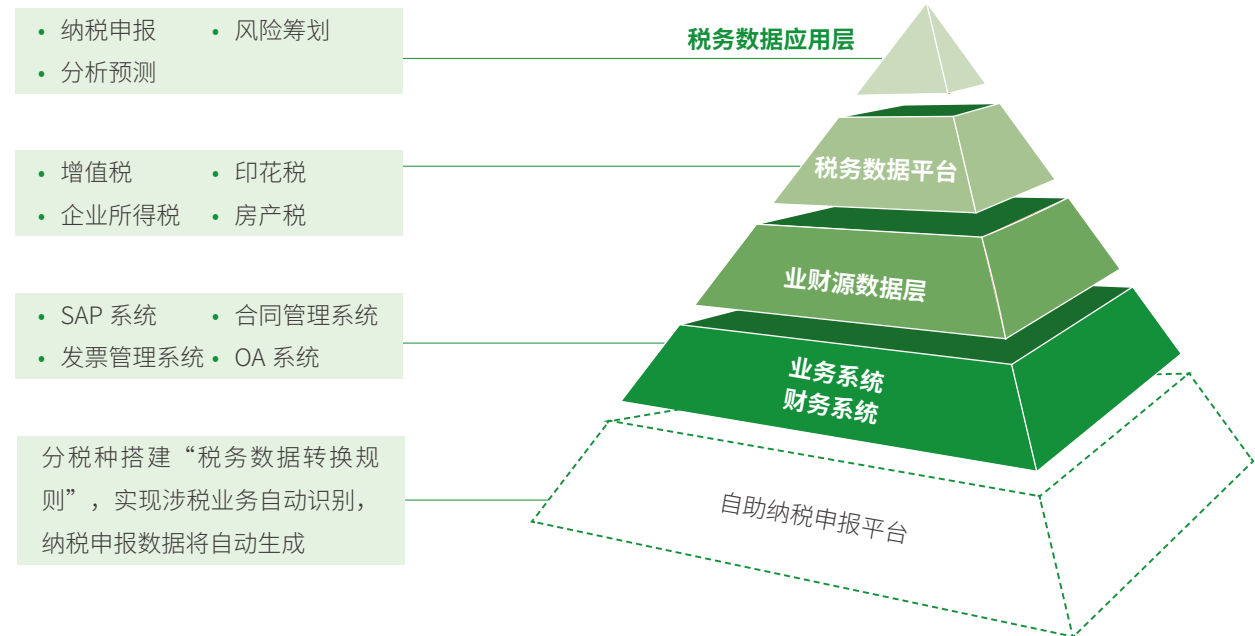 • 纳税申报 • 风险筹划
• 分析预测
税务数据应用层
• 增值税 • 印花税
• 企业所得税 • 房产税
税务数据平台
业财源数据层
• SAP 系统 • 合同管理系统
• 发票管理系统 • OA 系统
业务系统
财务系统
分税种搭建“税务数据转换规
则”，实现涉税业务自动识别，
纳税申报数据将自动生成
自助纳税申报平台